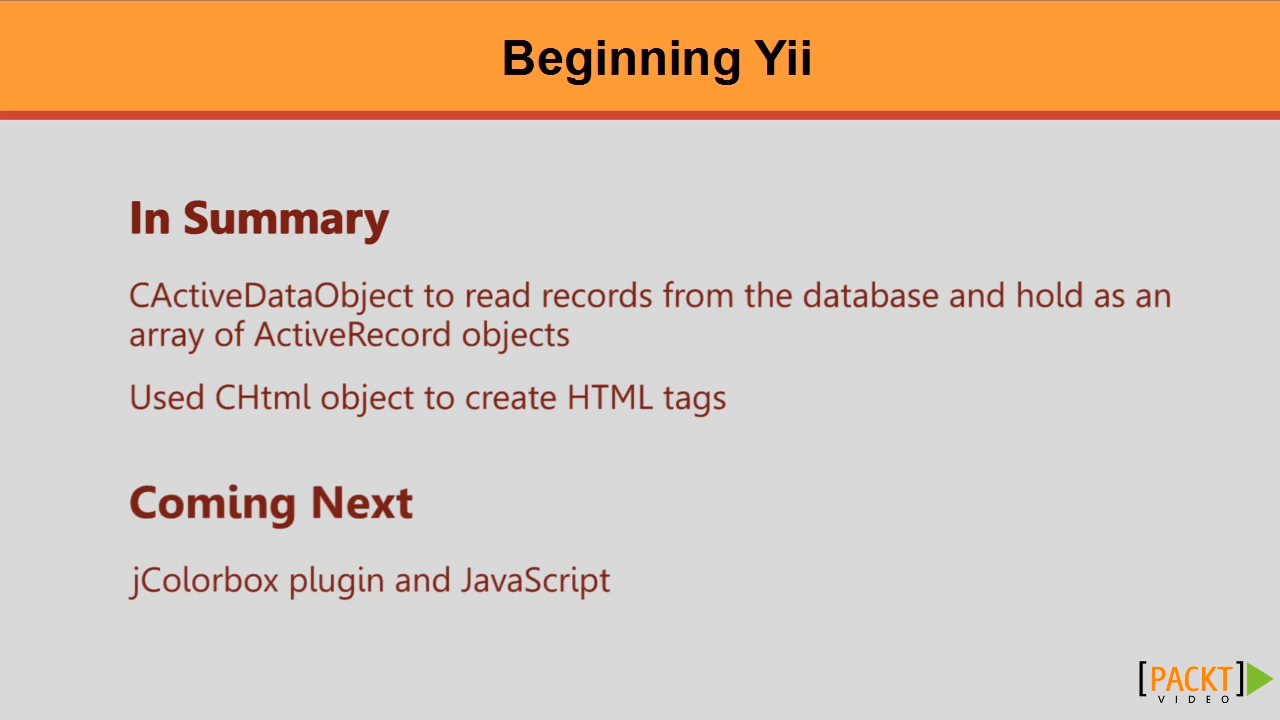 Beginning Yii
In Summary
CActiveDataObject to read records from the database and hold as an
array of ActiveRecord objects
Used CHtml object to create HTML tags
Coming Next
jColorbox plugin and JavaScript
[PACKT]
VIDEO